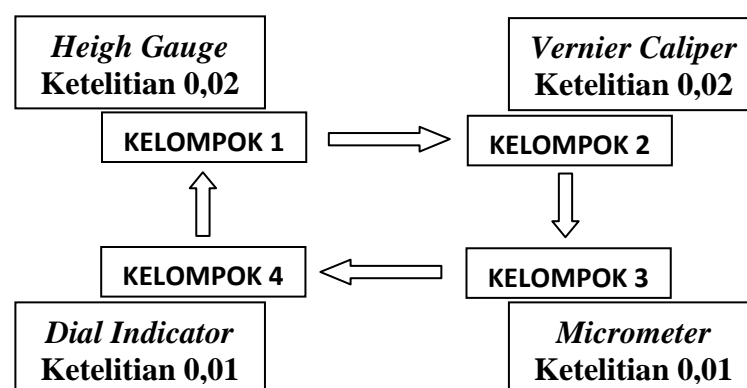 Heigh Gauge
Ketelitian 0,02
KELOMPOK 1
Vernier Caliper
Ketelitian 0,02
KELOMPOK 2
KELOMPOK 4
Dial Indicator
Ketelitian 0,01
KELOMPOK 3
Micrometer
Ketelitian 0,01